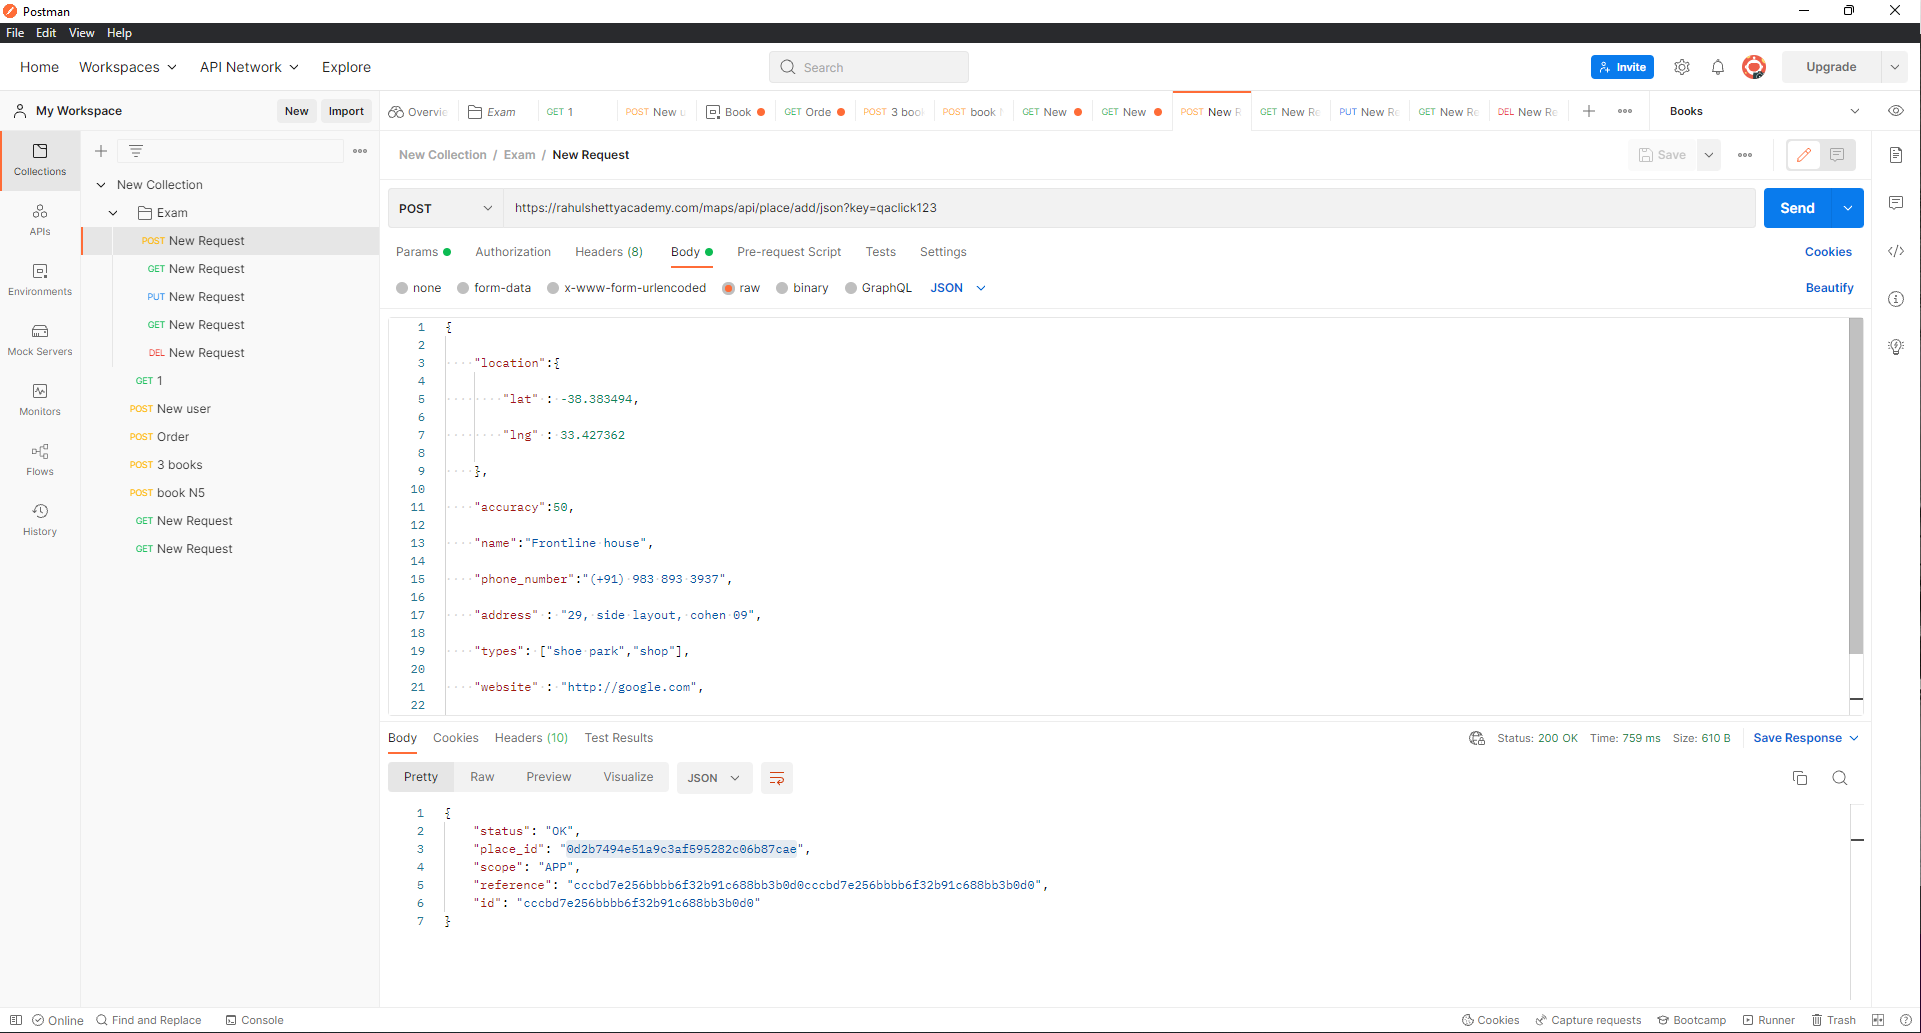 Postman
File Edit View Help
Home Workspaces API Network Explore
Search
Invite
Upgrade
My Workspace
New Import
Overvie
Exam
GET 1
POST New u
Book
GET Orde
POST 3 boo
POST book
GET New
GET New
POST New R
GET New Re
PUT New Re
GET New Re
DEL New Re
Books
Collections
APIs
Environments
Mock Servers
Monitors
Flows
History
New Collection
Exam
POST New Request
GET New Request
PUT New Request
GET New Request
DEL New Request
GET 1
POST New user
POST Order
POST 3 books
POST book N5
GET New Request
GET New Request
New Collection / Exam / New Request
Save
POST
https://rahulshettyacademy.com/maps/api/place/add/json?key=qaclick123
Send
Params Authorization Headers (8) Body Pre-request Script Tests Settings
Cookies
none form-data x-www-form-urlencoded raw binary GraphQL JSON
Beautify
1 {
2
3 "location":{
4
5 "lat" : -38.383494,
6
7 "lng" : 33.427362
8
9 },
10
11 "accuracy":50,
12
13 "name":"Frontline house",
14
15 "phone_number":"(+91) 983 893 3937",
16
17 "address" : "29, side layout, cohen 09",
18
19 "types": ["shoe park","shop"],
20
21 "website" : "http://google.com",
22
Body Cookies Headers (10) Test Results
Status: 200 OK Time: 759 ms Size: 610 B Save Response
Pretty Raw Preview Visualize JSON
1 {
2 "status": "OK",
3 "place_id": "0d2b7494e51a9c3af595282c06b87cae",
4 "scope": "APP",
5 "reference": "cccbd7e256bbbb6f32b91c688bb3b0d0cccbd7e256bbbb6f32b91c688bb3b0d0",
6 "id": "cccbd7e256bbbb6f32b91c688bb3b0d0"
7 }
Online Find and Replace Console
Cookies Capture requests Bootcamp Runner Trash